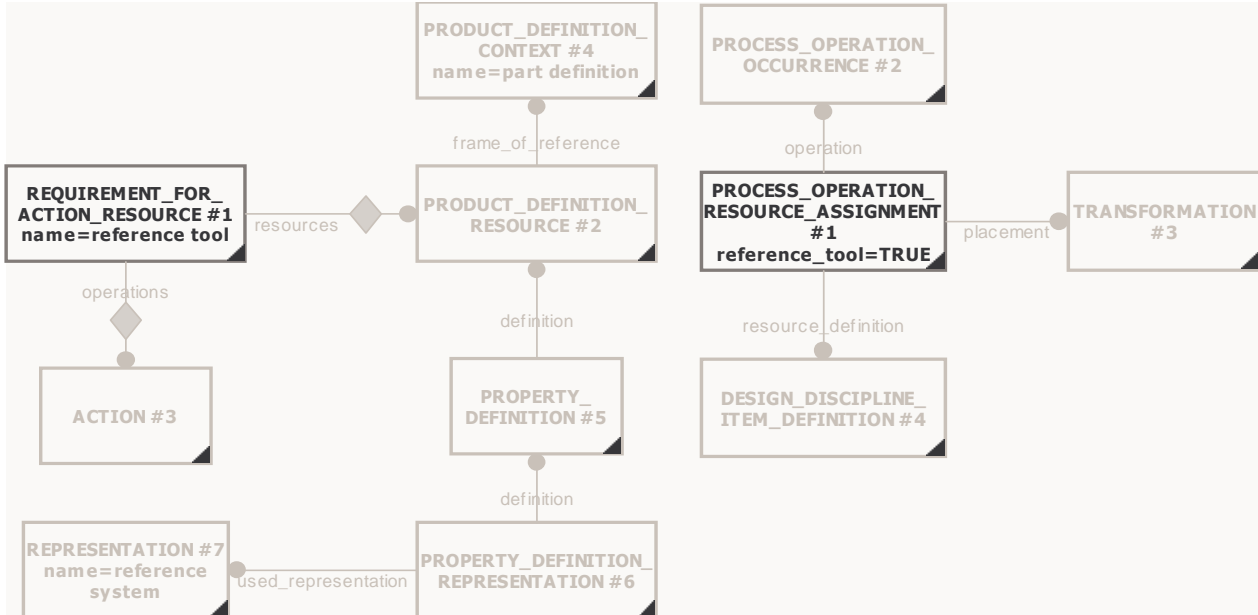 PRODUCT_DEFINITION_
CONTEXT #4
name=part definition
PROCESS_OPERATION_
OCCURRENCE #2
frame_of_reference
operation
REQUIREMENT_FOR_
ACTION_RESOURCE #1
name=reference tool
resources
PRODUCT_DEFINITION_
RESOURCE #2
PROCESS_OPERATION_
RESOURCE_ASSIGNMENT
#1
reference_tool=TRUE
placement
TRANSFORMATION
#3
operations
definition
resource_definition
ACTION #3
PROPERTY_
DEFINITION #5
DESIGN_DISCIPLINE_
ITEM_DEFINITION #4
definition
REPRESENTATION #7
name=reference
system
used_representation
PROPERTY_DEFINITION_
REPRESENTATION #6